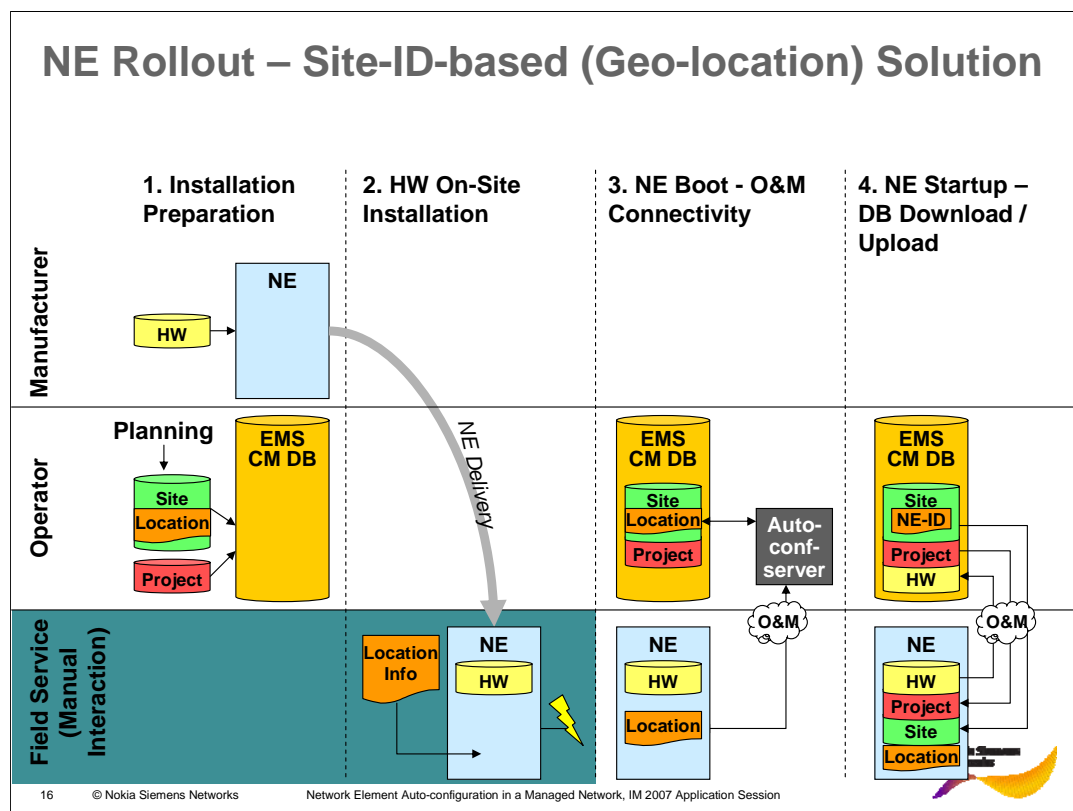 NE Rollout – Site-ID-based (Geo-location) Solution
1. Installation
Preparation
2. HW On-Site
Installation
3. NE Boot - O&M
Connectivity
4. NE Startup –
DB Download /
Upload
Manufacturer
NE
HW
NE Delivery
Operator
Planning
Site
Location
Project
EMS
CM DB
EMS
CM DB
Site
Location
Project
Auto-
conf-
server
EMS
CM DB
Site
NE-ID
Project
HW
O&M
O&M
Field Service
(Manual
Interaction)
Location
Info
NE
HW
NE
HW
Location
NE
HW
Project
Site
Location
16
© Nokia Siemens Networks
Network Element Auto-configuration in a Managed Network, IM 2007 Application Session